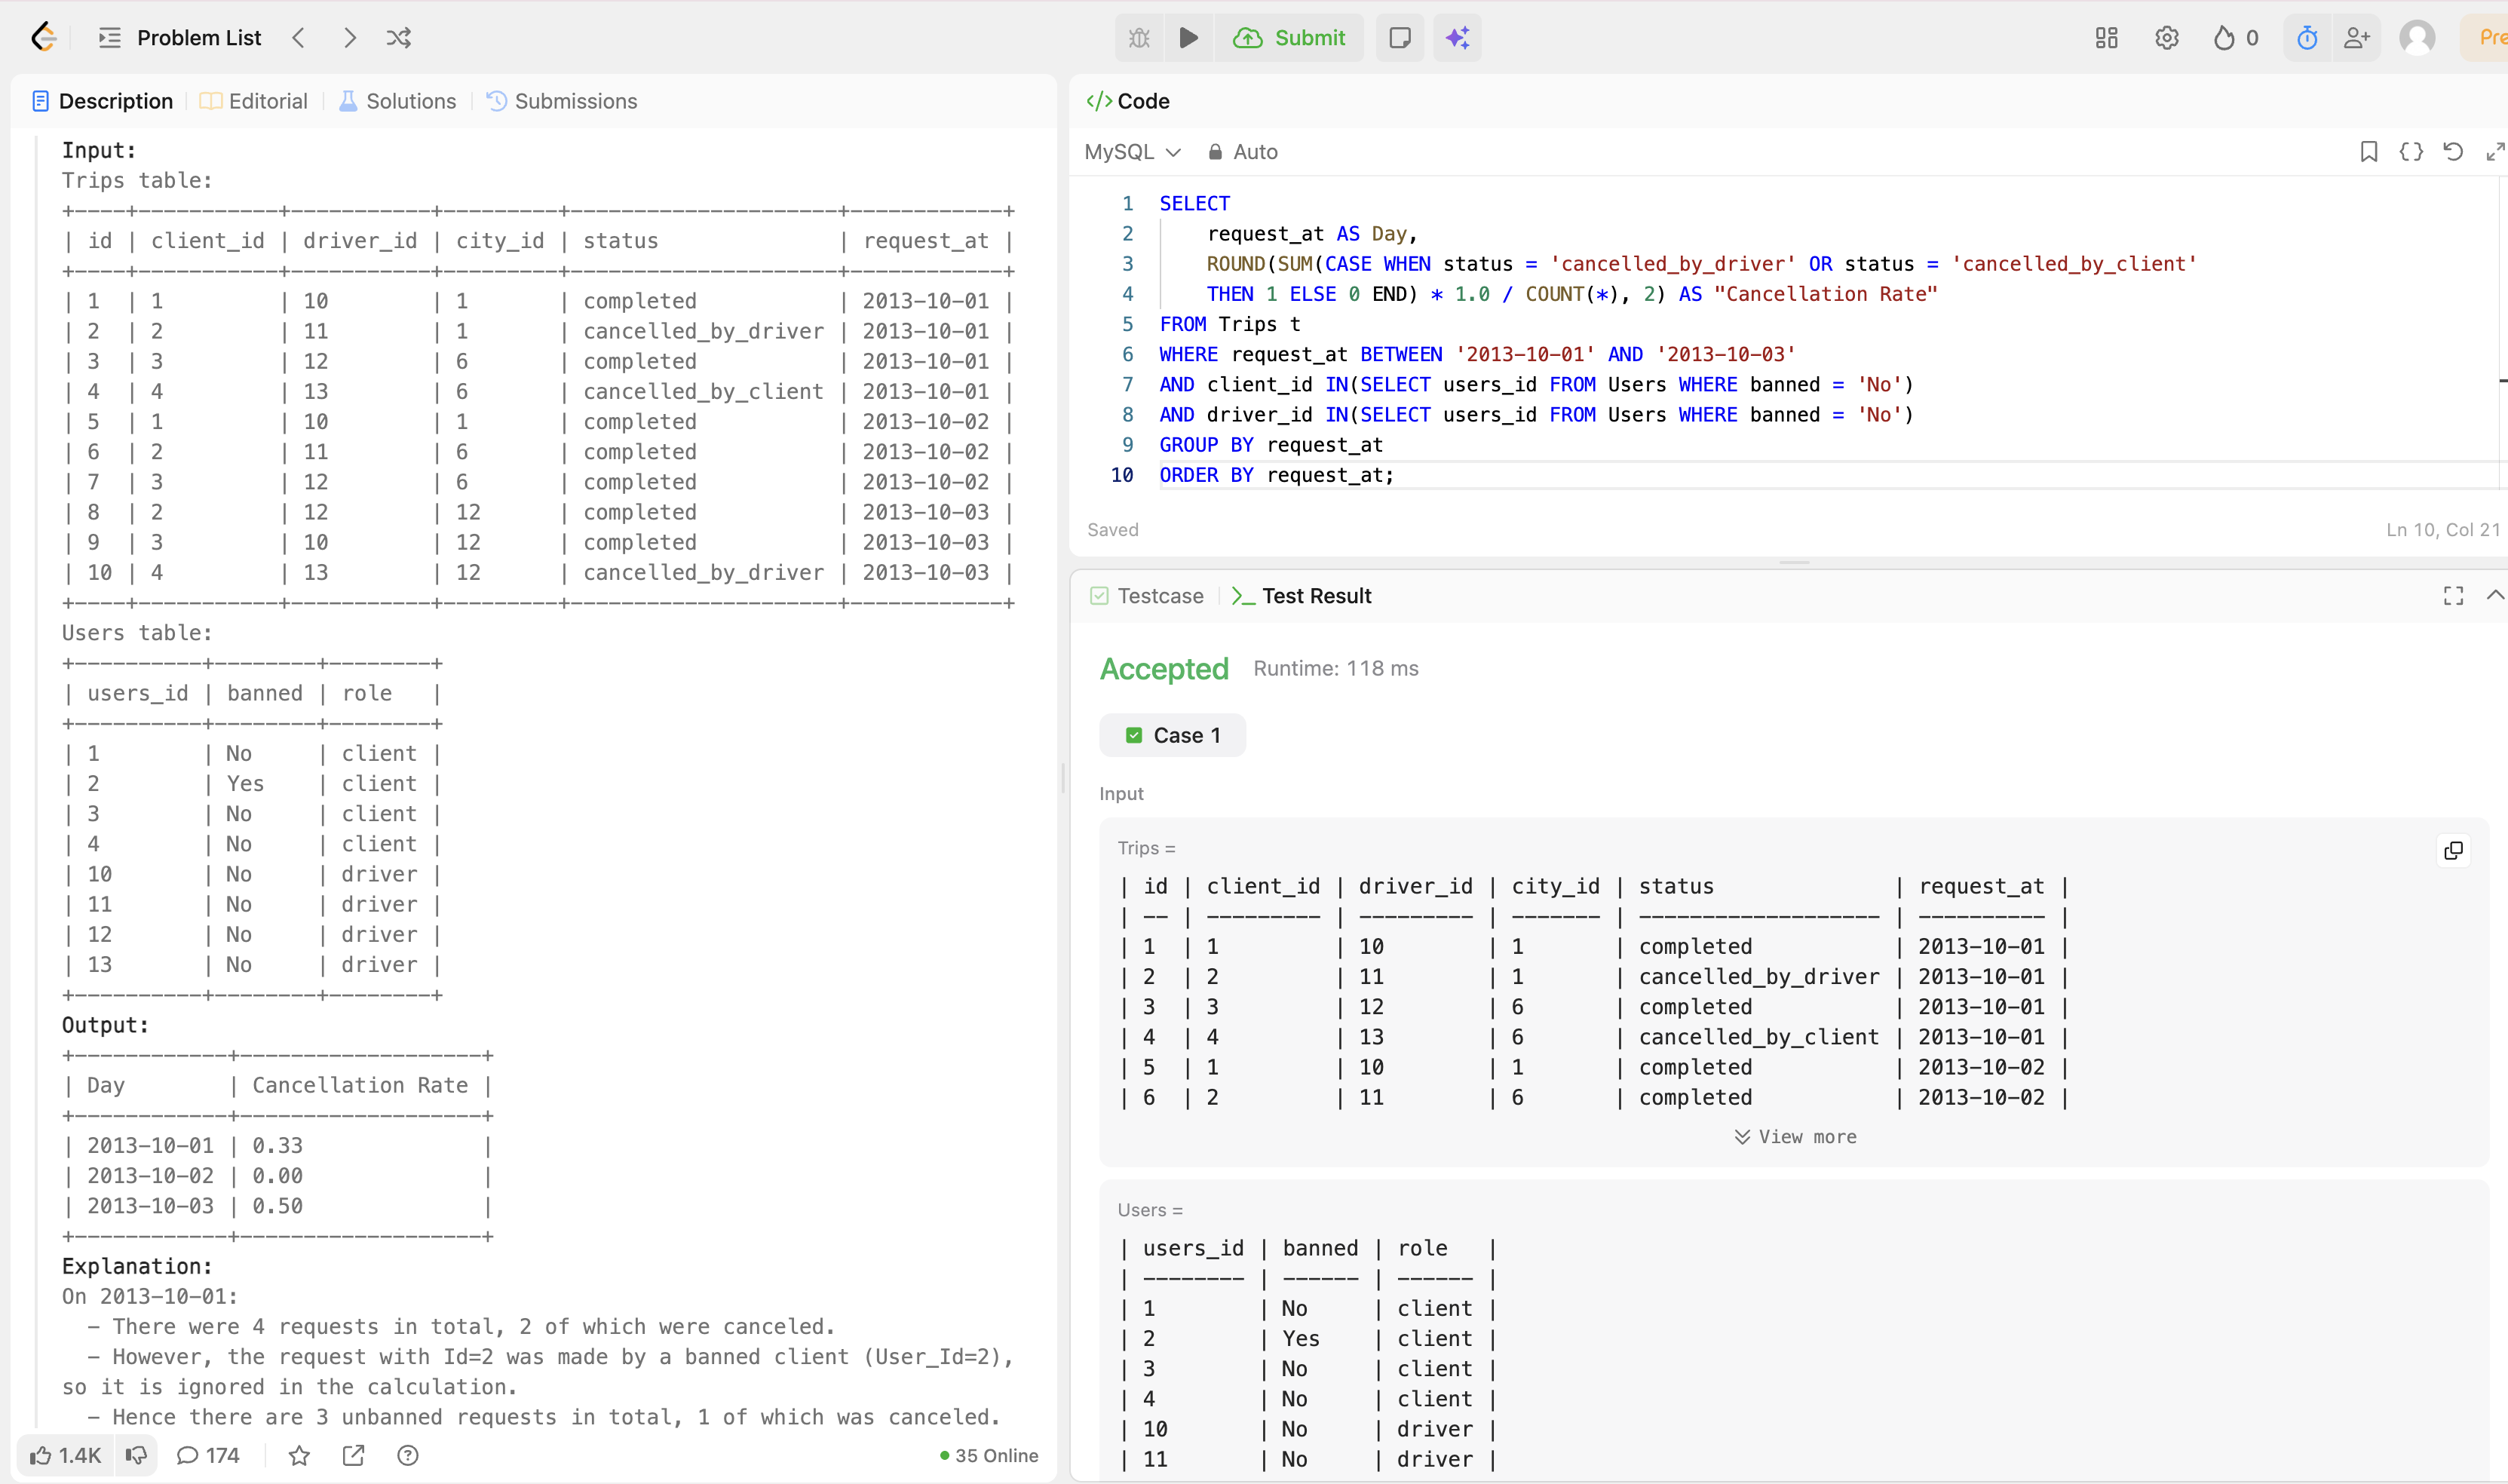 Problem List
Submit
0
Pre
Description
Editorial
Solutions
Submissions
Input:
Trips table:
+----+-----------+-----------+---------+---------------------+------------+
| id | client_id | driver_id | city_id | status              | request_at |
+----+-----------+-----------+---------+---------------------+------------+
| 1  | 1         | 10        | 1       | completed           | 2013-10-01 |
| 2  | 2         | 11        | 1       | cancelled_by_driver | 2013-10-01 |
| 3  | 3         | 12        | 6       | completed           | 2013-10-01 |
| 4  | 4         | 13        | 6       | cancelled_by_client | 2013-10-01 |
| 5  | 1         | 10        | 1       | completed           | 2013-10-02 |
| 6  | 2         | 11        | 6       | completed           | 2013-10-02 |
| 7  | 3         | 12        | 6       | completed           | 2013-10-02 |
| 8  | 2         | 12        | 12      | completed           | 2013-10-03 |
| 9  | 3         | 10        | 12      | completed           | 2013-10-03 |
| 10 | 4         | 13        | 12      | cancelled_by_driver | 2013-10-03 |
+----+-----------+-----------+---------+---------------------+------------+
Users table:
+----------+--------+--------+
| users_id | banned | role   |
+----------+--------+--------+
| 1        | No     | client |
| 2        | Yes    | client |
| 3        | No     | client |
| 4        | No     | client |
| 10       | No     | driver |
| 11       | No     | driver |
| 12       | No     | driver |
| 13       | No     | driver |
+----------+--------+--------+
Output:
+------------+-------------------+
| Day        | Cancellation Rate |
+------------+-------------------+
| 2013-10-01 | 0.33              |
| 2013-10-02 | 0.00              |
| 2013-10-03 | 0.50              |
+------------+-------------------+
Explanation:
On 2013-10-01:
- There were 4 requests in total, 2 of which were canceled.
- However, the request with Id=2 was made by a banned client (User_Id=2),
so it is ignored in the calculation.
- Hence there are 3 unbanned requests in total, 1 of which was canceled.
1.4K
174
35 Online
Code
MySQL
Auto
1 SELECT
2     request_at AS Day,
3     ROUND(SUM(CASE WHEN status = 'cancelled_by_driver' OR status = 'cancelled_by_client'
4     THEN 1 ELSE 0 END) * 1.0 / COUNT(*), 2) AS "Cancellation Rate"
5 FROM Trips t
6 WHERE request_at BETWEEN '2013-10-01' AND '2013-10-03'
7 AND client_id IN(SELECT users_id FROM Users WHERE banned = 'No')
8 AND driver_id IN(SELECT users_id FROM Users WHERE banned = 'No')
9 GROUP BY request_at
10 ORDER BY request_at;
Saved
Ln 10, Col 21
Testcase
Test Result
Accepted
Runtime: 118 ms
Case 1
Input
Trips =
| id | client_id | driver_id | city_id | status              | request_at |
| -- | --------- | --------- | ------- | ------------------- | ---------- |
| 1  | 1         | 10        | 1       | completed           | 2013-10-01 |
| 2  | 2         | 11        | 1       | cancelled_by_driver | 2013-10-01 |
| 3  | 3         | 12        | 6       | completed           | 2013-10-01 |
| 4  | 4         | 13        | 6       | cancelled_by_client | 2013-10-01 |
| 5  | 1         | 10        | 1       | completed           | 2013-10-02 |
| 6  | 2         | 11        | 6       | completed           | 2013-10-02 |
View more
Users =
| users_id | banned | role   |
| -------- | ------ | ------ |
| 1        | No     | client |
| 2        | Yes    | client |
| 3        | No     | client |
| 4        | No     | client |
| 10       | No     | driver |
| 11       | No     | driver |